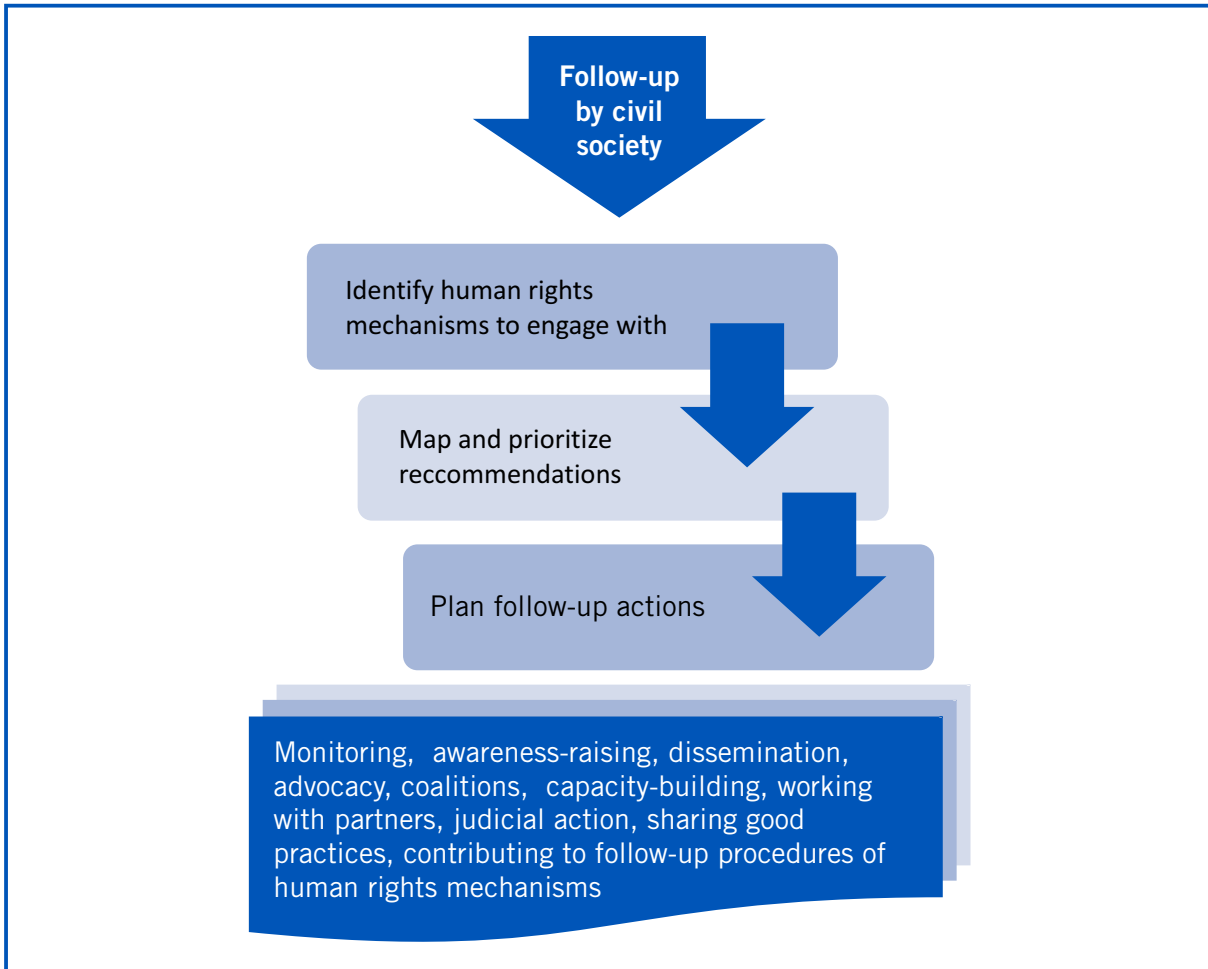 Follow-up
by civil
society
Identify human rights
mechanisms to engage with
Map and prioritize
reccommendations
Plan follow-up actions
Monitoring, awareness-raising, dissemination,
advocacy, coalitions, capacity-building, working
with partners, judicial action, sharing good
practices, contributing to follow-up procedures of
human rights mechanisms